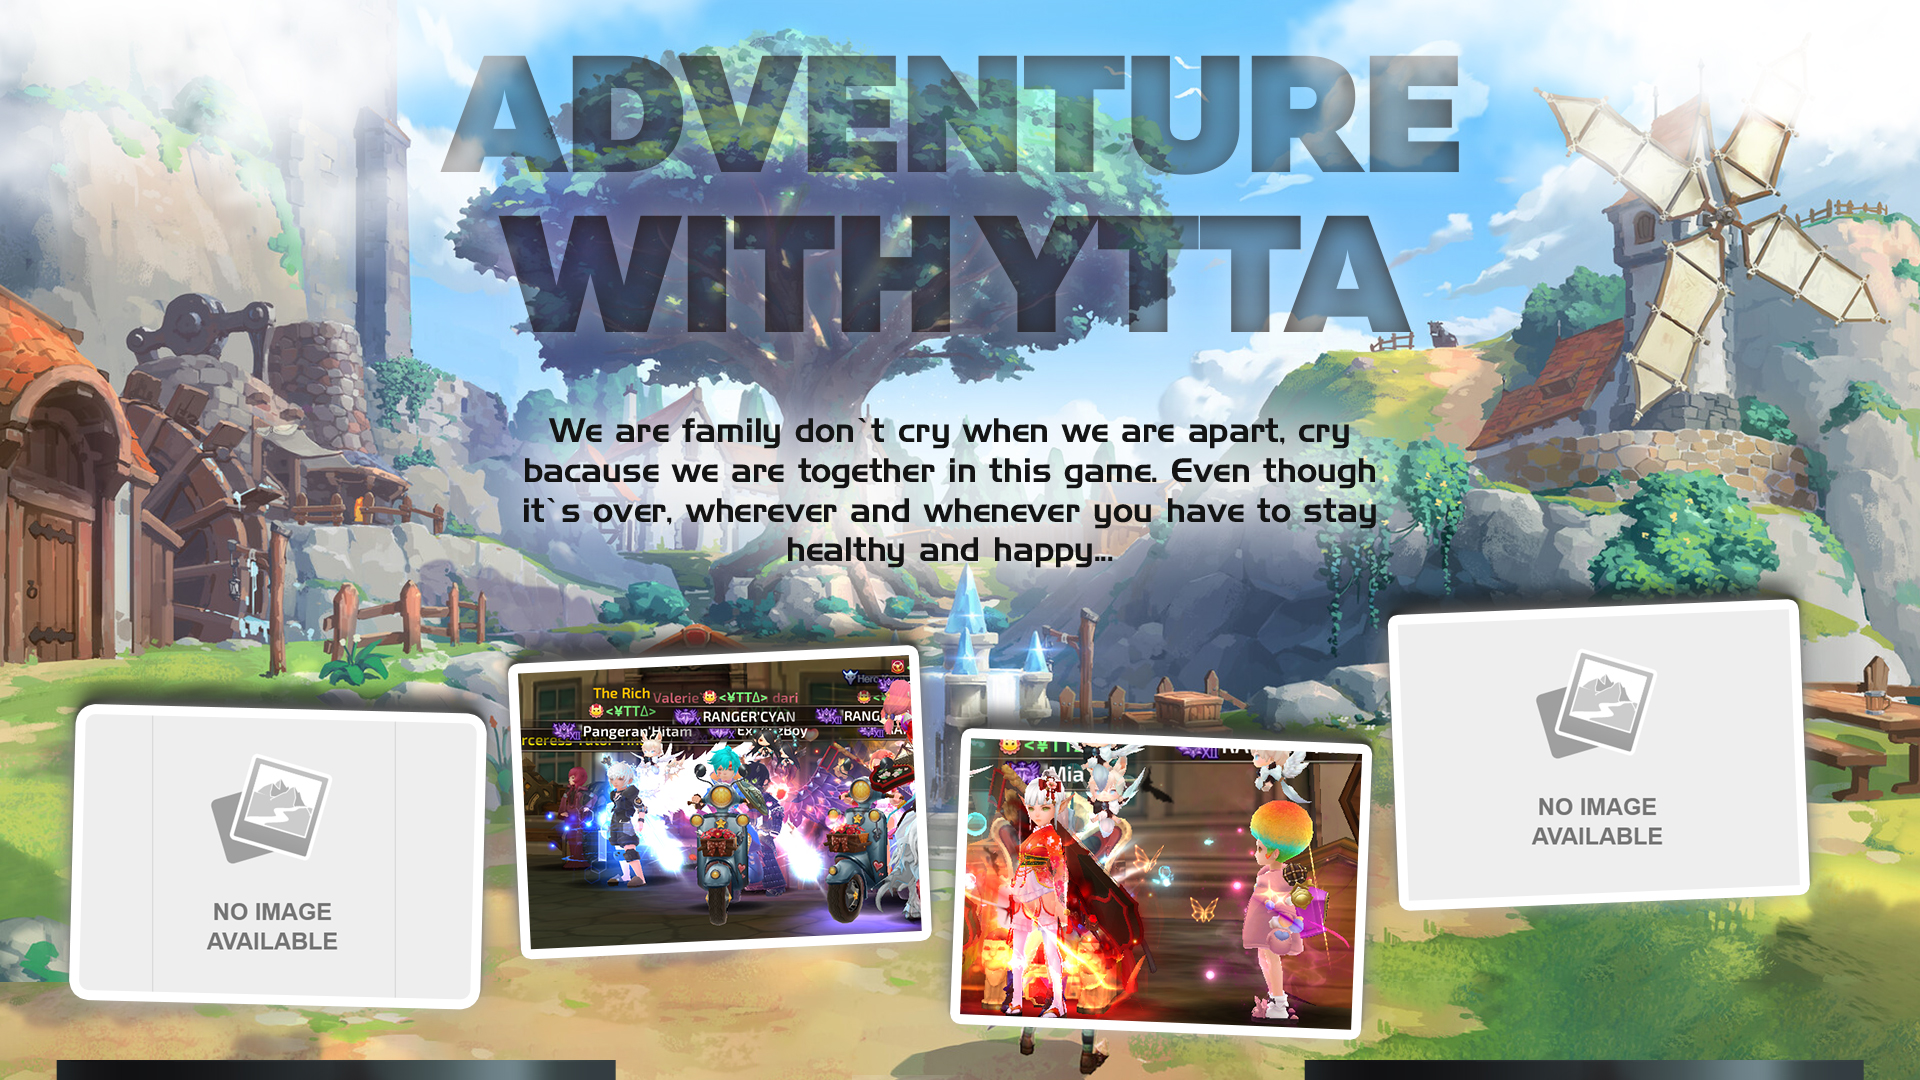 ADVENTURE
WITH YTTA
We are family don`t cry when we are apart, cry
bacause we are together in this game. Even though
it`s over, wherever and whenever you have to stay
healthy and happy...
NO IMAGE
AVAILABLE
The Rich
Valerie <¥TTΔ> dari
<¥TTΔ>
RANGER'CYAN
RANG
Pangeran'Hitam
Hero
Mia
NO IMAGE
AVAILABLE